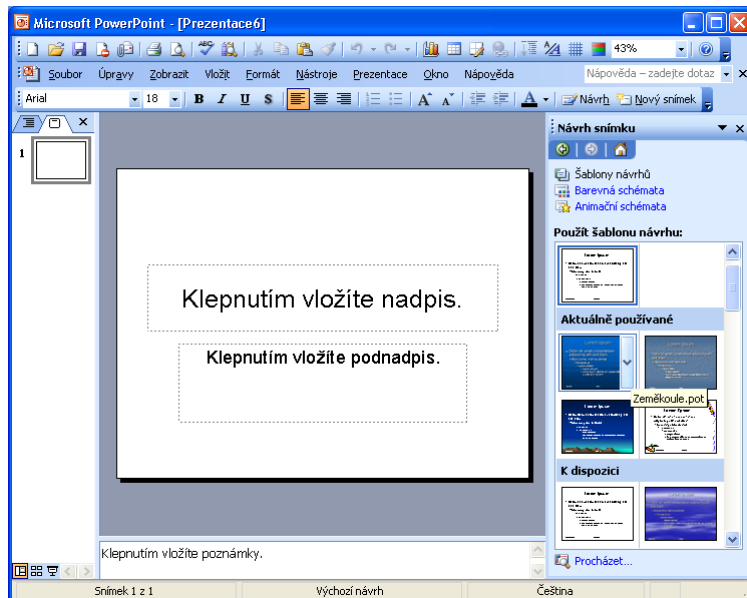 Microsoft PowerPoint - [Prezentace6]
43%
Soubor Úpravy Zobrazit Vložit Formát Nástroje Prezentace Okno Nápověda Nápověda – zadejte dotaz
Arial 18 B I U S A A A Návrh Nový snímek
Návrh snímku
1
Šablony návrhů
Barevná schémata
Animační schémata
Použít šablonu návrhu:
Aktuálně používané
Zeměkoule.pot
K dispozici
Procházet...
Klepnutím vložíte nadpis.
Klepnutím vložíte podnadpis.
Klepnutím vložíte poznámky.
Snímek 1 z 1 Výchozí návrh Čeština